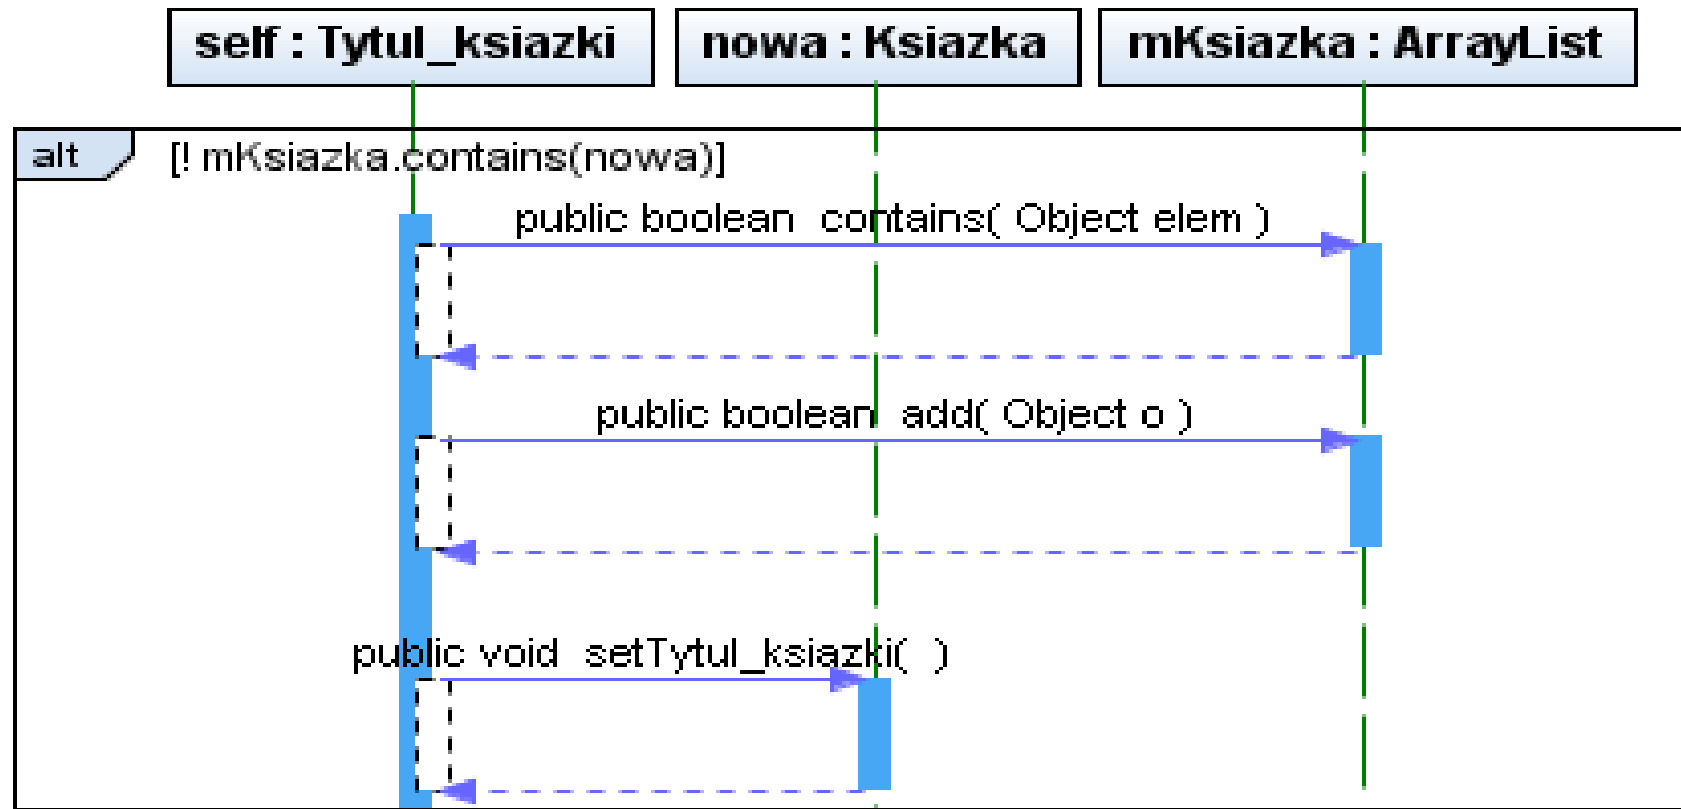 self : Tytul_ksiazki nowa : Ksiazka mKsiazka : ArrayList
alt [! mKsiazka.contains(nowa)]
public boolean contains( Object elem )
public boolean add( Object o )
public void setTytul_ksiazki( )